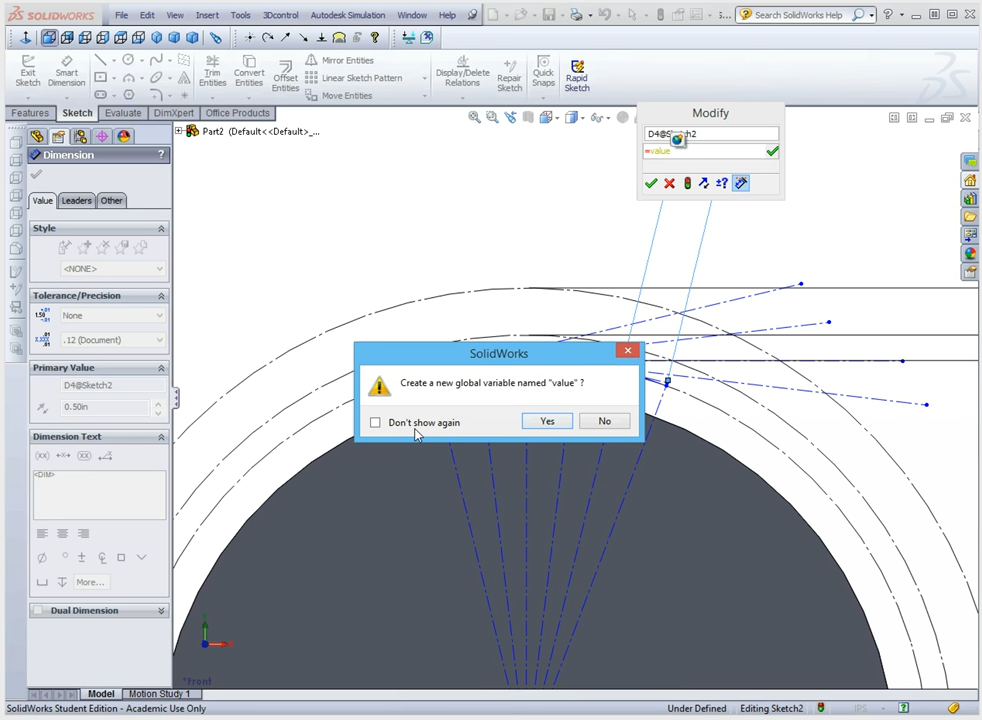 SOLIDWORKS File Edit View Insert Tools 3Dcontrol Autodesk Simulation Window Help S... Search SolidWorks Help
Exit Sketch
Smart Dimension
Trim Entities
Convert Entities
Offset Entities
Mirror Entities
Linear Sketch Pattern
Move Entities
Display/Delete Relations
Repair Sketch
Quick Snaps
Rapid Sketch
Features Sketch Evaluate DimXpert Office Products
Part2 (Default<<Default>_...
Modify
D4@Sketch2
=value
±?
Dimension ?
Value Leaders Other
Style
<NONE>
Tolerance/Precision
None
.12 (Document)
Primary Value
D4@Sketch2
0.50in
Dimension Text
<DIM>
More...
Dual Dimension
SolidWorks
Create a new global variable named "value" ?
Don't show again Yes No
*Front
Model Motion Study 1
SolidWorks Student Edition - Academic Use Only Under Defined Editing Sketch2 IPS